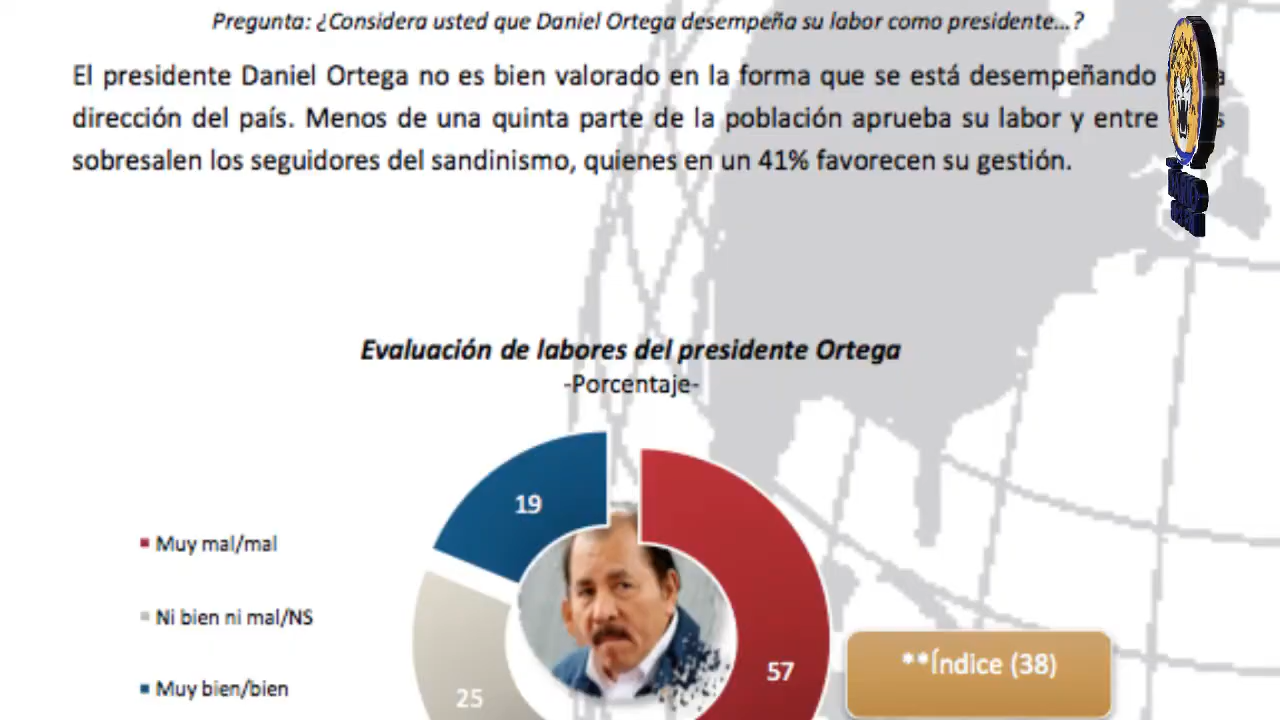 Pregunta: ¿Considera usted que Daniel Ortega desempeña su labor como presidente...?
El presidente Daniel Ortega no es bien valorado en la forma que se está desempeñando
dirección del país. Menos de una quinta parte de la población aprueba su labor y entre
sobresalen los seguidores del sandinismo, quienes en un 41% favorecen su gestión.
Evaluación de labores del presidente Ortega
-Porcentaje-
19
Muy mal/mal
Ni bien ni mal/NS
**Índice (38)
57
Muy bien/bien
25